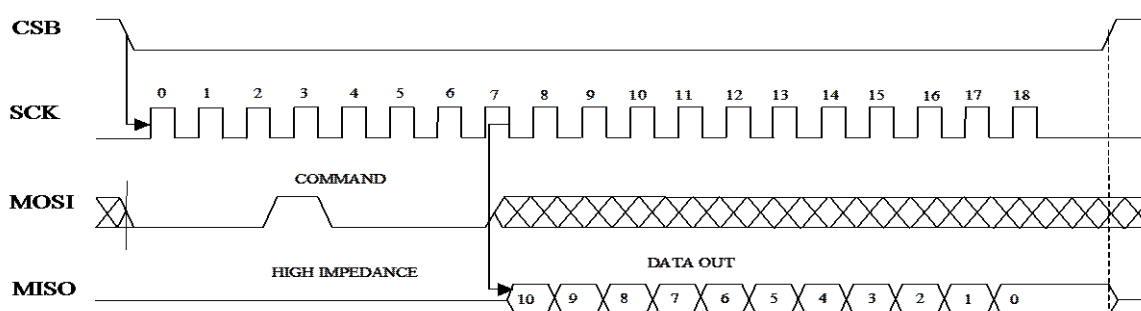 CSB
0 1 2 3 4 5 6 7 8 9 10 11 12 13 14 15 16 17 18
SCK
COMMAND
MOSI
HIGH IMPEDANCE DATA OUT
MISO 10 9 8 7 6 5 4 3 2 1 0